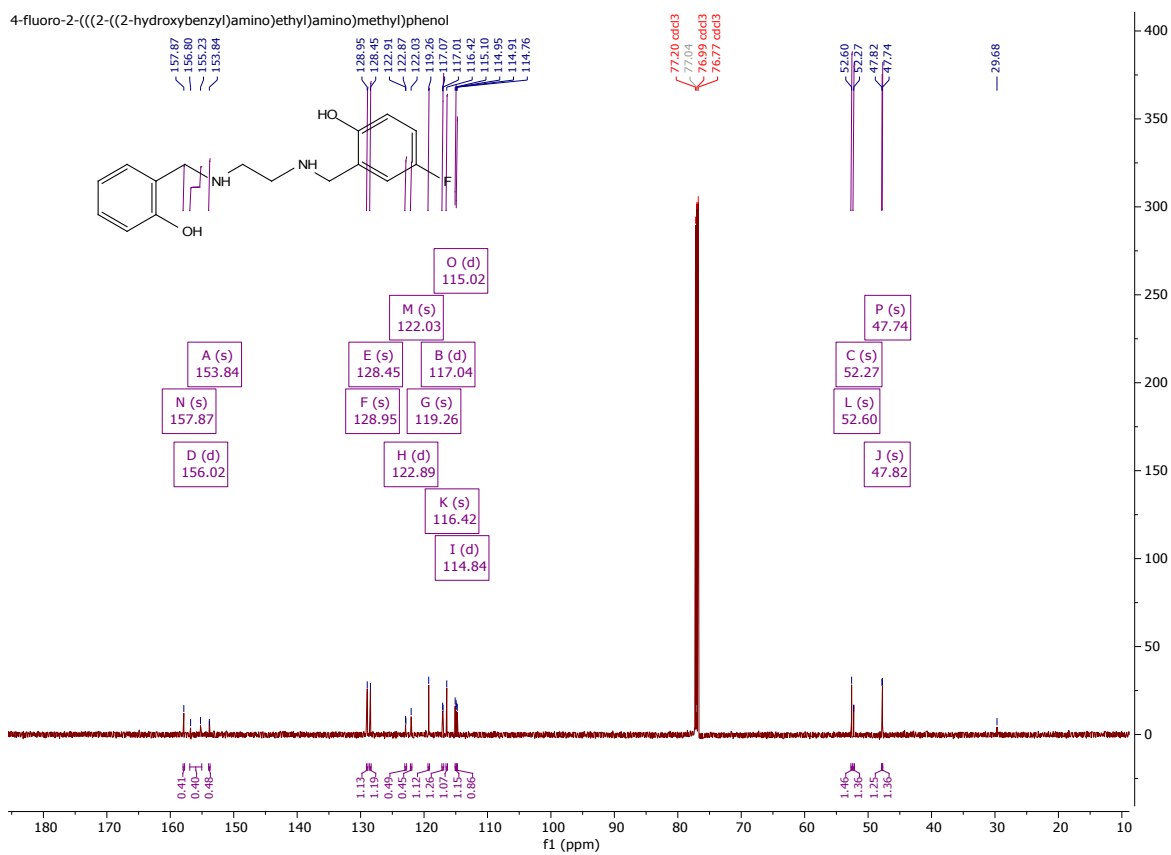 4-fluoro-2-(((2-((2-hydroxybenzyl)amino)ethyl)amino)methyl)phenol
157.87
156.80
155.23
153.84
128.95
128.45
122.91
122.87
122.03
119.26
117.07
117.01
116.42
115.10
114.95
114.91
114.76
77.20 cdcl3
77.04
76.99 cdcl3
76.77 cdcl3
52.60
52.27
47.82
47.74
29.68
HO
NH
F
NH
OH
O (d)
115.02
M (s)
122.03
P (s)
47.74
A (s)
153.84
E (s)
128.45
B (d)
117.04
C (s)
52.27
N (s)
157.87
F (s)
128.95
G (s)
119.26
L (s)
52.60
D (d)
156.02
H (d)
122.89
J (s)
47.82
K (s)
116.42
I (d)
114.84
400
350
300
250
200
150
100
50
0
0.41
0.40
0.48
1.13
1.19
0.49
0.45
1.12
1.26
1.07
1.15
0.86
1.46
1.36
1.25
1.36
180 170 160 150 140 130 120 110 100 90 80 70 60 50 40 30 20 10
f1 (ppm)